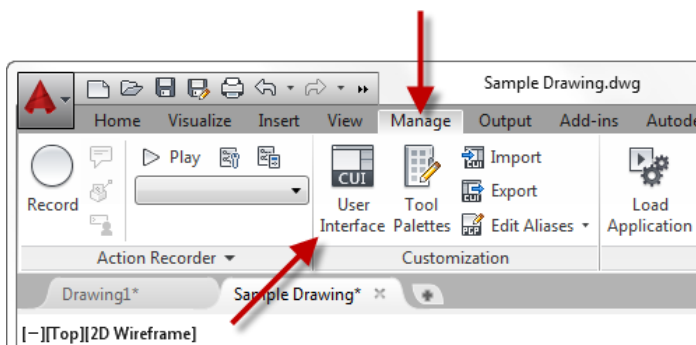 Sample Drawing.dwg
Home Visualize Insert View Manage Output Add-ins Autode
Play Import
CUI Export
Record User Tool Edit Aliases Load
Interface Palettes Application
Action Recorder Customization
Drawing1* Sample Drawing*
[−][Top][2D Wireframe]